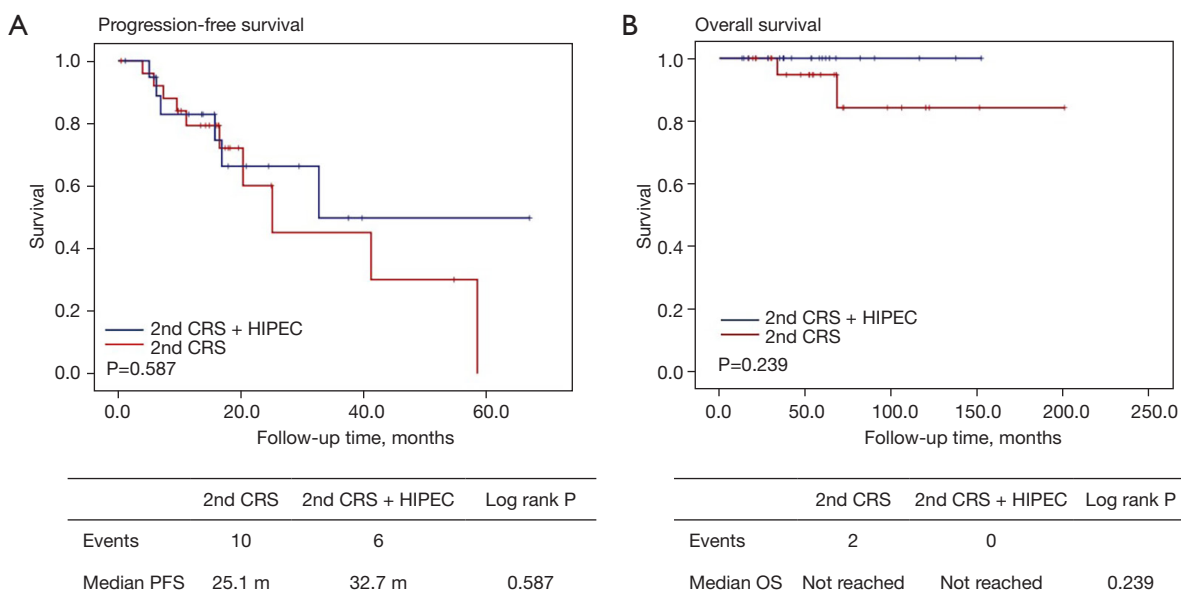 A
Progression-free survival
1.0
0.8
0.6
0.4
0.2
0.0
Survival
2nd CRS + HIPEC
2nd CRS
P=0.587
0.0 20.0 40.0 60.0
Follow-up time, months
2nd CRS 2nd CRS + HIPEC Log rank P
Events 10 6
Median PFS 25.1 m 32.7 m 0.587
B
Overall survival
1.0
0.8
0.6
0.4
0.2
0.0
Survival
2nd CRS + HIPEC
2nd CRS
P=0.239
0.0 50.0 100.0 150.0 200.0 250.0
Follow-up time, months
2nd CRS 2nd CRS + HIPEC Log rank P
Events 2 0
Median OS Not reached Not reached 0.239